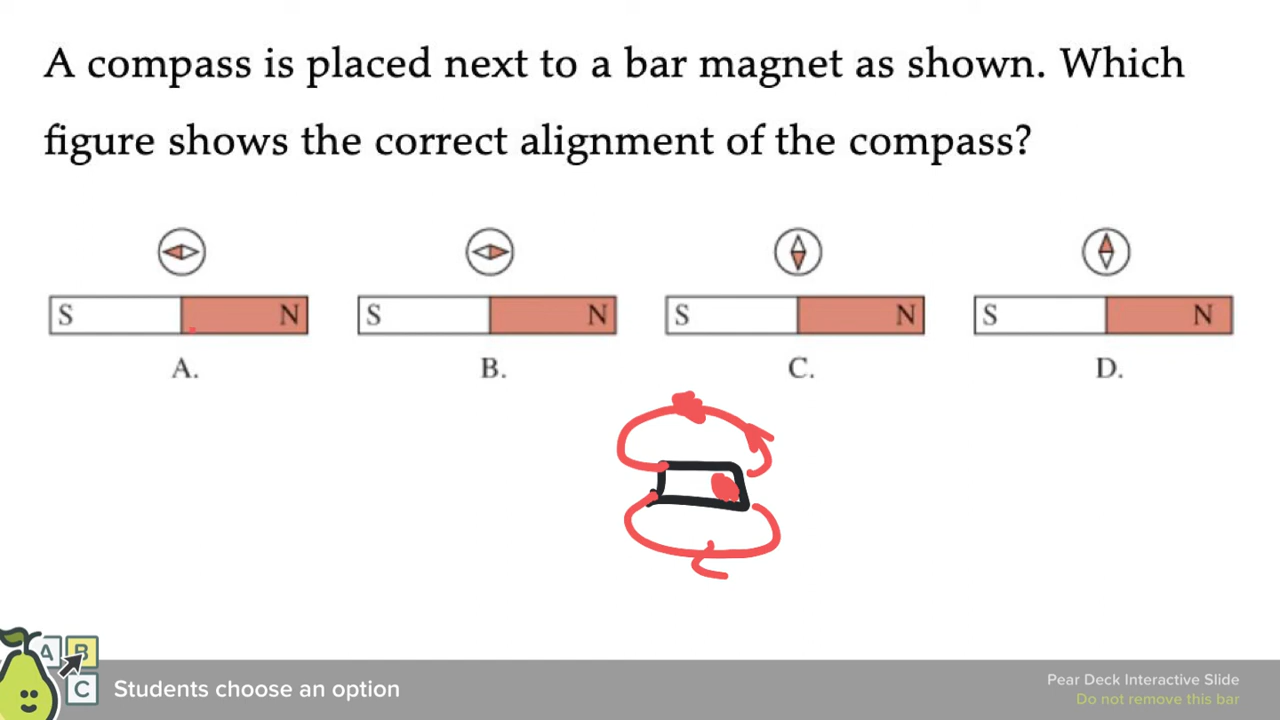 A compass is placed next to a bar magnet as shown. Which
figure shows the correct alignment of the compass?
S N S N S N S N
A. B. C. D.
A B
C
Students choose an option
Pear Deck Interactive Slide
Do not remove this bar